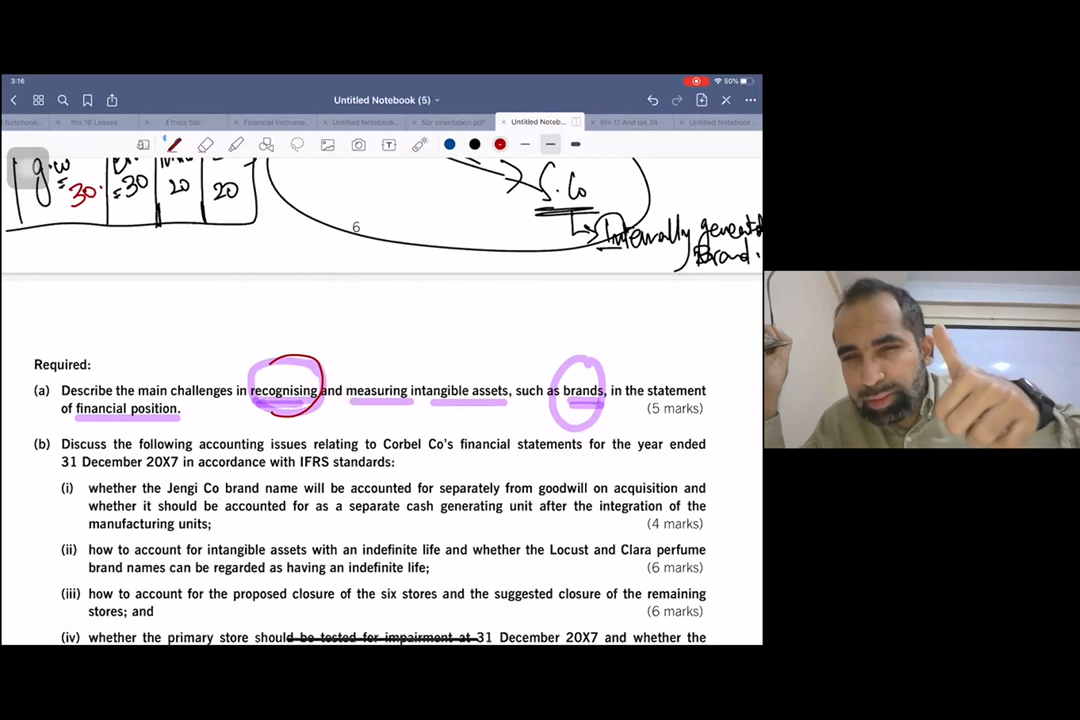 3:16
50%
Untitled Notebook (5)
Notebook... Ifrs 16 Leases Ethics Sbr Financial Instrume... Untitled Notebook... Sbr orientation.pdf Untitled Noteb... Ifrs 11 And Ias 24 Untitled Notebook...
g.w
= 30. = 30 20 20
S.Co
6
Internally
Brand.
Required:
(a) Describe the main challenges in recognising and measuring intangible assets, such as brands, in the statement
of financial position. (5 marks)
(b) Discuss the following accounting issues relating to Corbel Co's financial statements for the year ended
31 December 20X7 in accordance with IFRS standards:
(i) whether the Jengi Co brand name will be accounted for separately from goodwill on acquisition and
whether it should be accounted for as a separate cash generating unit after the integration of the
manufacturing units; (4 marks)
(ii) how to account for intangible assets with an indefinite life and whether the Locust and Clara perfume
brand names can be regarded as having an indefinite life; (6 marks)
(iii) how to account for the proposed closure of the six stores and the suggested closure of the remaining
stores; and (6 marks)
(iv) whether the primary store should be tested for impairment at 31 December 20X7 and whether the